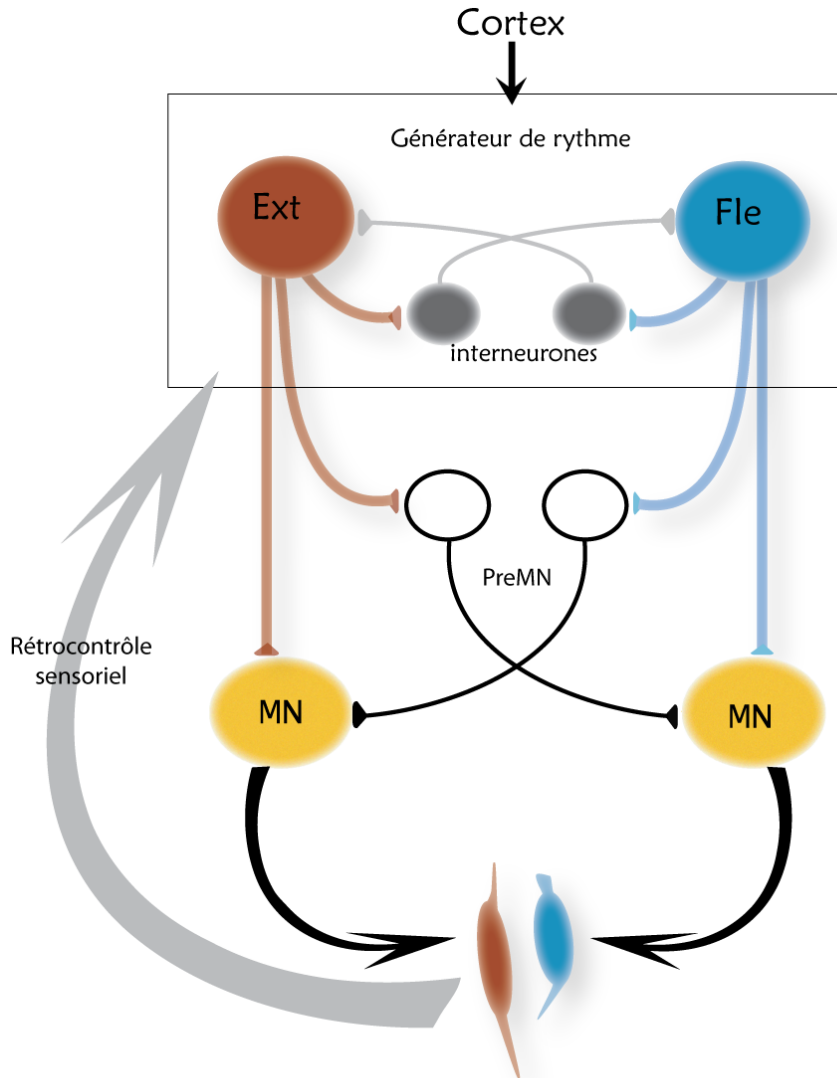 Cortex
Générateur de rythme
Ext
Fle
interneurones
PreMN
Rétrocontrôle
sensoriel
MN
MN